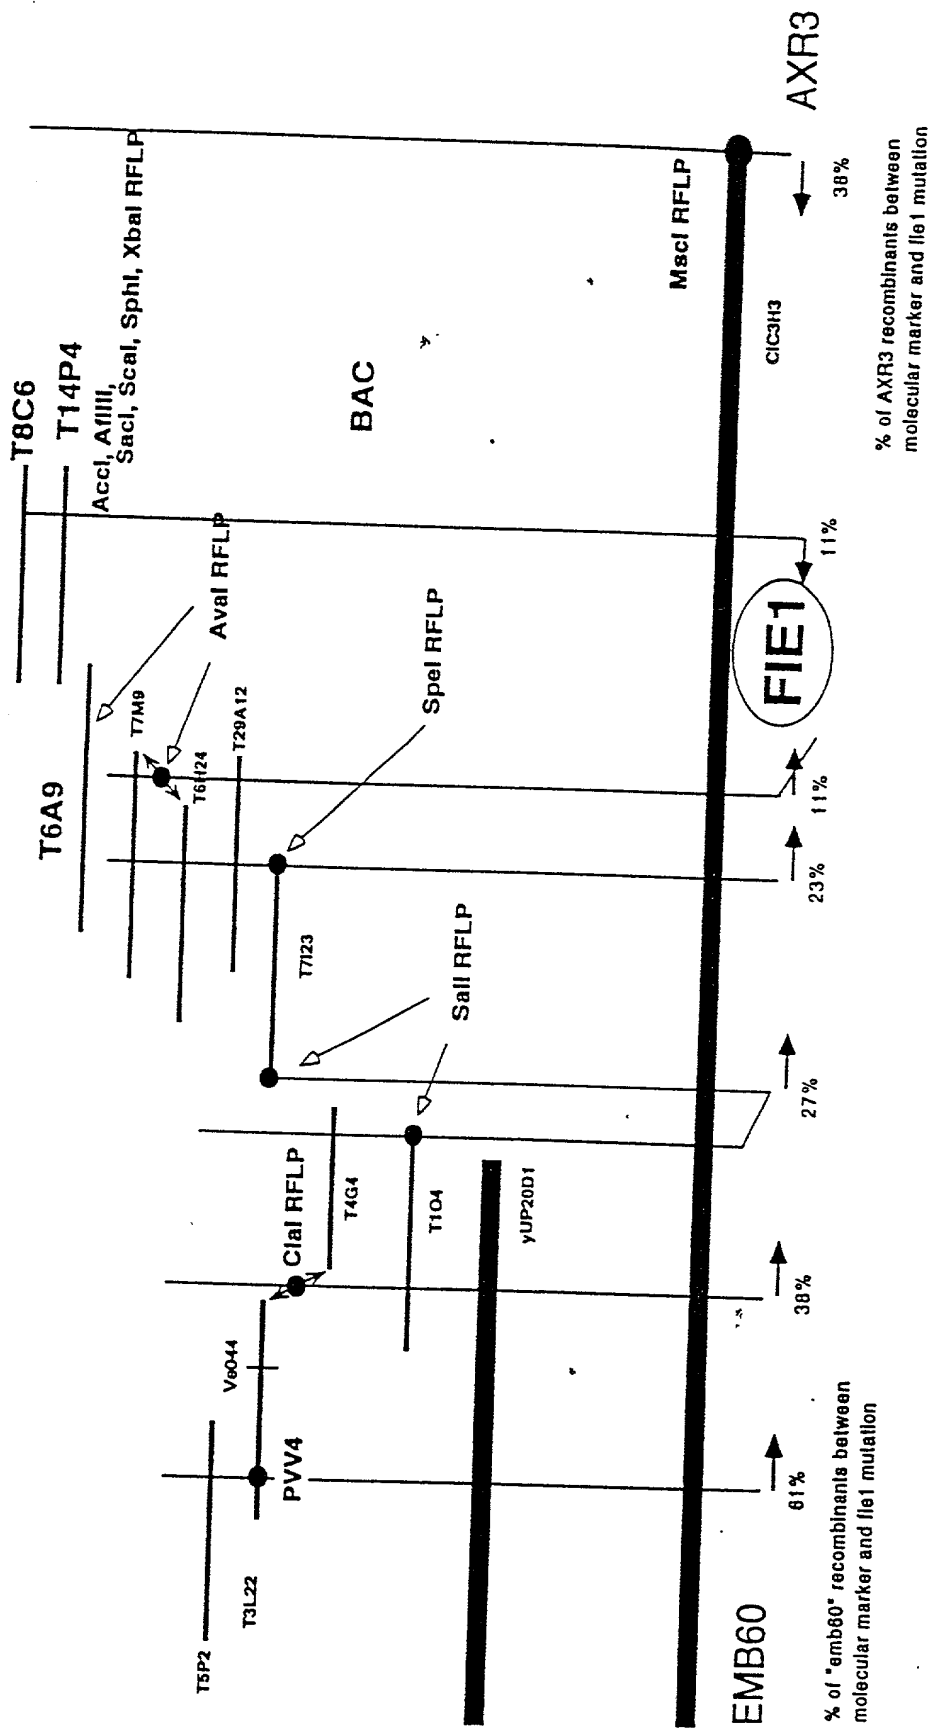 T8C6
T14P4
AccI, AflIII,
SacI, ScaI, SphI, XbaI RFLP
T6A9
AvaI RFLP
T7M9
T6H24
T29A12
BAC
SpeI RFLP
T7I23
SalI RFLP
ClaI RFLP
T4G4
T1O4
VeO44
PVV4
T5P2
T3L22
yUP20D1
MscI RFLP
CIC3H3
EMB60
FIE1
AXR3
61%
38%
27%
23%
11%
11%
38%
% of "emb60" recombinants between
molecular marker and fie1 mutation
% of AXR3 recombinants between
molecular marker and fie1 mutation